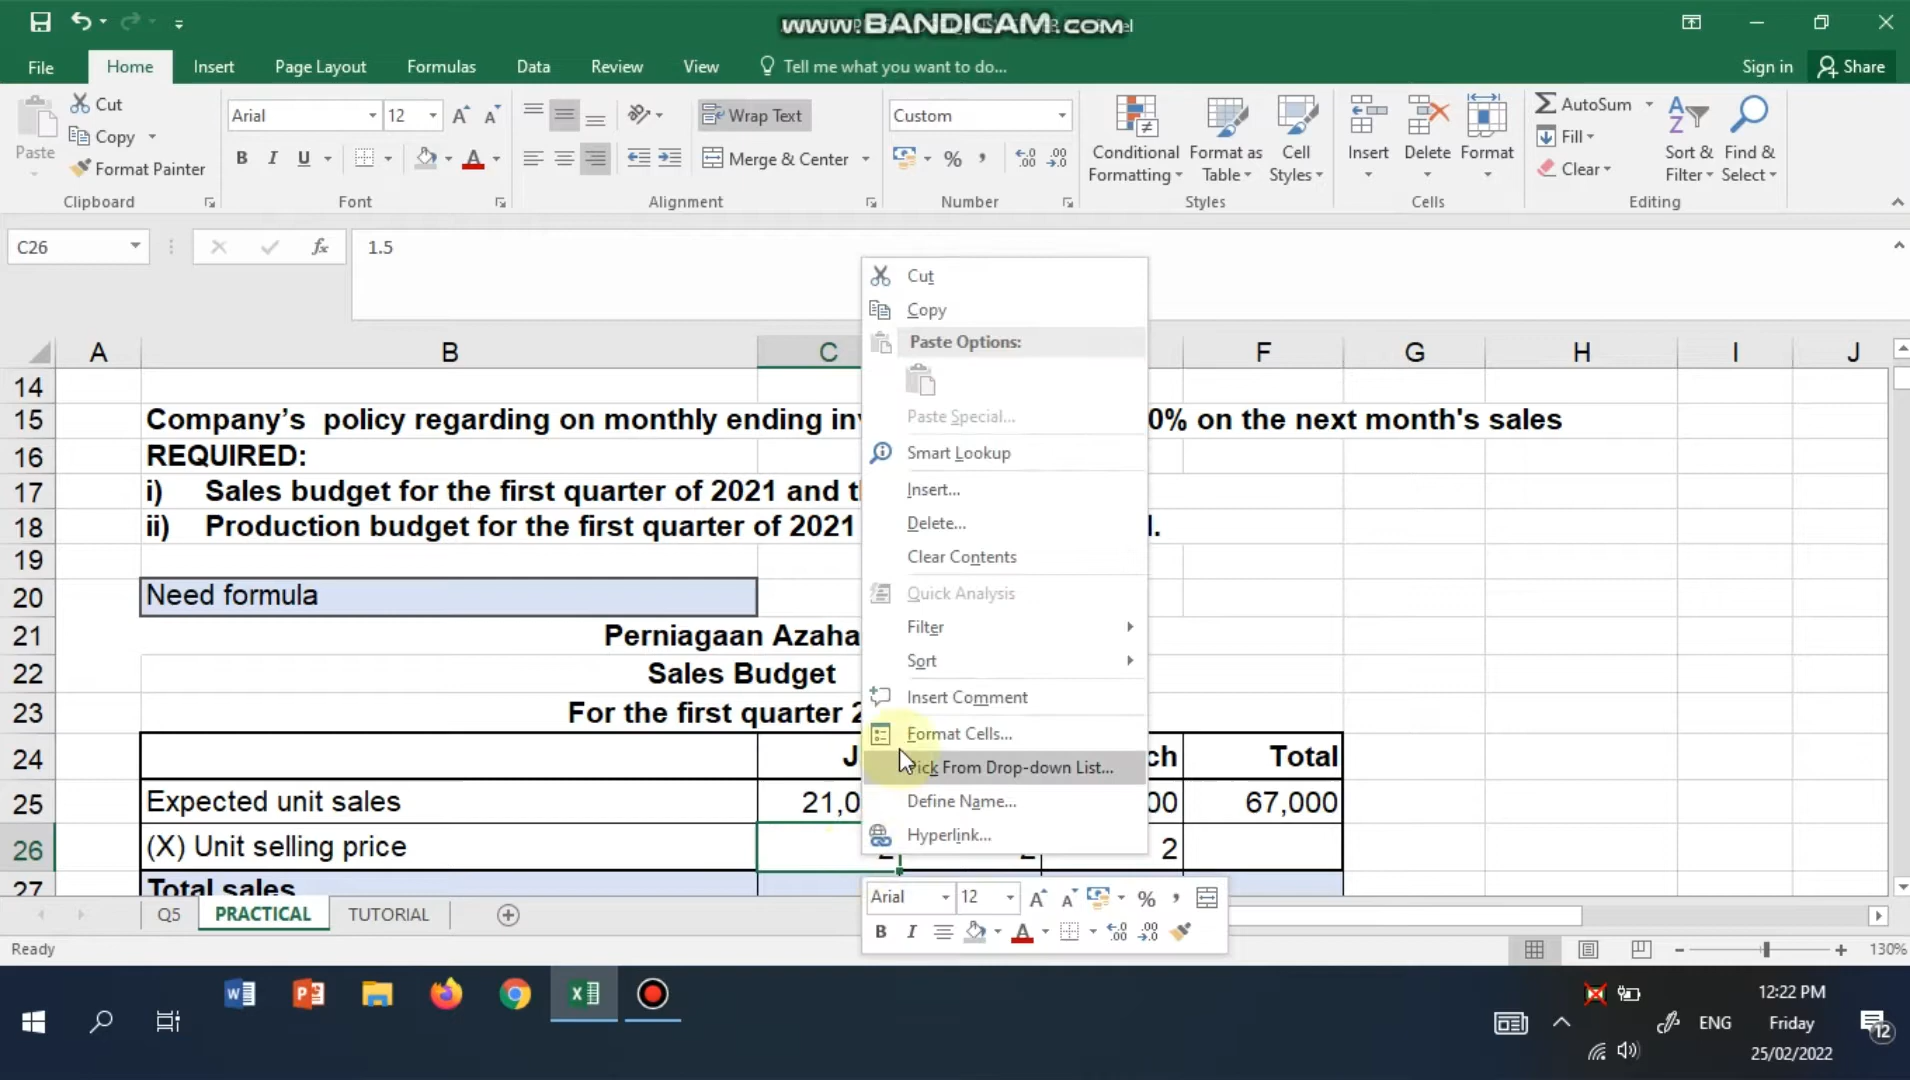 www.BANDICAM.com
File
Home
Insert
Page Layout
Formulas
Data
Review
View
Tell me what you want to do...
Sign in
Share
Paste
Cut
Copy
Format Painter
Clipboard
Arial
12
B I U
Font
Wrap Text
Merge & Center
Alignment
Custom
%
Number
Conditional Formatting
Format as Table
Cell Styles
Styles
Insert
Delete
Format
Cells
AutoSum
Fill
Clear
Sort & Filter
Find & Select
Editing
C26
fx
1.5
A B C F G H I J
14
15 Company's policy regarding on monthly ending 0% on the next month's sales
16 REQUIRED:
17 i) Sales budget for the first quarter of 2021 and
18 ii) Production budget for the first quarter of 2021
19
20 Need formula
21 Perniagaan
22 Sales Budget
23 For the first quarter
24 Total
25 Expected unit sales 67,000
26 (X) Unit selling price 2
27 Total sales
Cut
Copy
Paste Options:
Paste Special...
Smart Lookup
Insert...
Delete...
Clear Contents
Quick Analysis
Filter
Sort
Insert Comment
Format Cells...
Pick From Drop-down List...
Define Name...
Hyperlink...
Arial 12 %
B I
Q5
PRACTICAL
TUTORIAL
Ready
130%
12:22 PM
ENG
Friday
25/02/2022
12